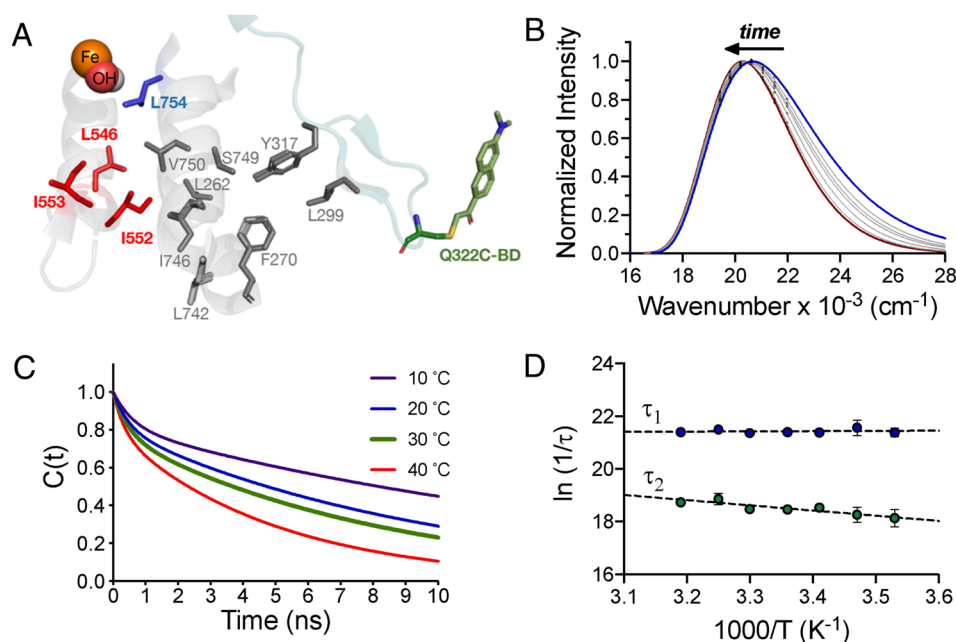 A
Fe
OH
L754
L546
V750
S749
Y317
L262
I553
I552
L299
I746
F270
Q322C-BD
L742
B
time
Normalized Intensity
1.0
0.8
0.6
0.4
0.2
0.0
16 18 20 22 24 26 28
Wavenumber x 10⁻³ (cm⁻¹)
C
C(t)
1.0
0.8
0.6
0.4
0.2
0.0
10 ˚C
20 ˚C
30 ˚C
40 ˚C
0 1 2 3 4 5 6 7 8 9 10
Time (ns)
D
ln (1/τ)
24
22
20
18
16
τ₁
τ₂
3.1 3.2 3.3 3.4 3.5 3.6
1000/T (K⁻¹)